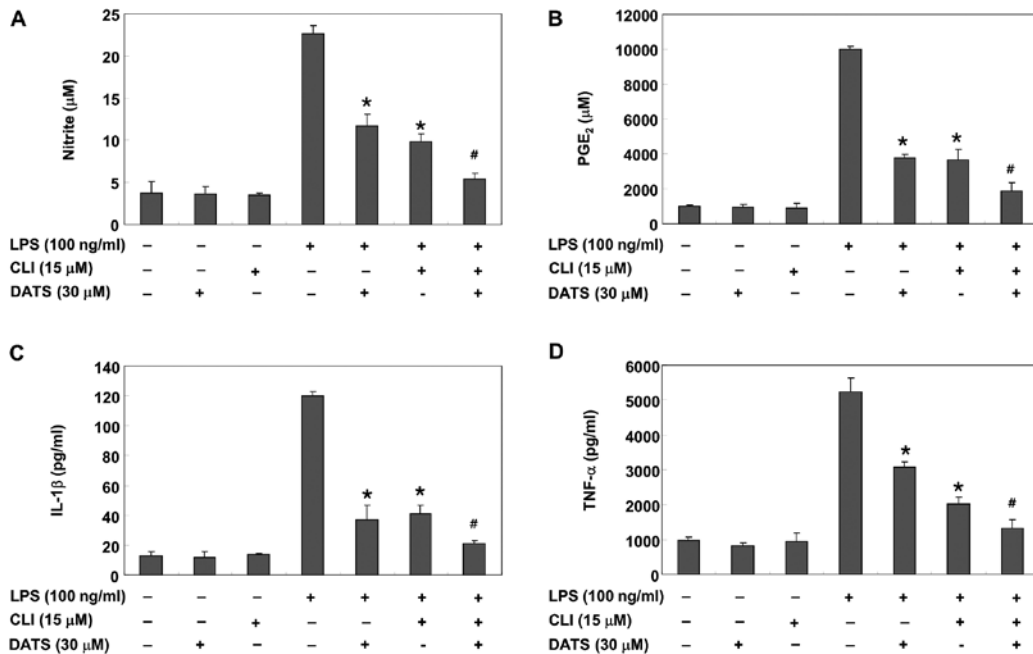 A
25
20
15
10
5
0
Nitrite (μM)
* * #
LPS (100 ng/ml) – – – + + + +
CLI (15 μM) – – + – – + +
DATS (30 μM) – + – – + - +
B
12000
10000
8000
6000
4000
2000
0
PGE2 (μM)
* * #
LPS (100 ng/ml) – – – + + + +
CLI (15 μM) – – + – – + +
DATS (30 μM) – + – – + - +
C
140
120
100
80
60
40
20
0
IL-1β (pg/ml)
* * #
LPS (100 ng/ml) – – – + + + +
CLI (15 μM) – – + – – + +
DATS (30 μM) – + – – + - +
D
6000
5000
4000
3000
2000
1000
0
TNF-α (pg/ml)
* * #
LPS (100 ng/ml) – – – + + + +
CLI (15 μM) – – + – – + +
DATS (30 μM) – + – – + - +